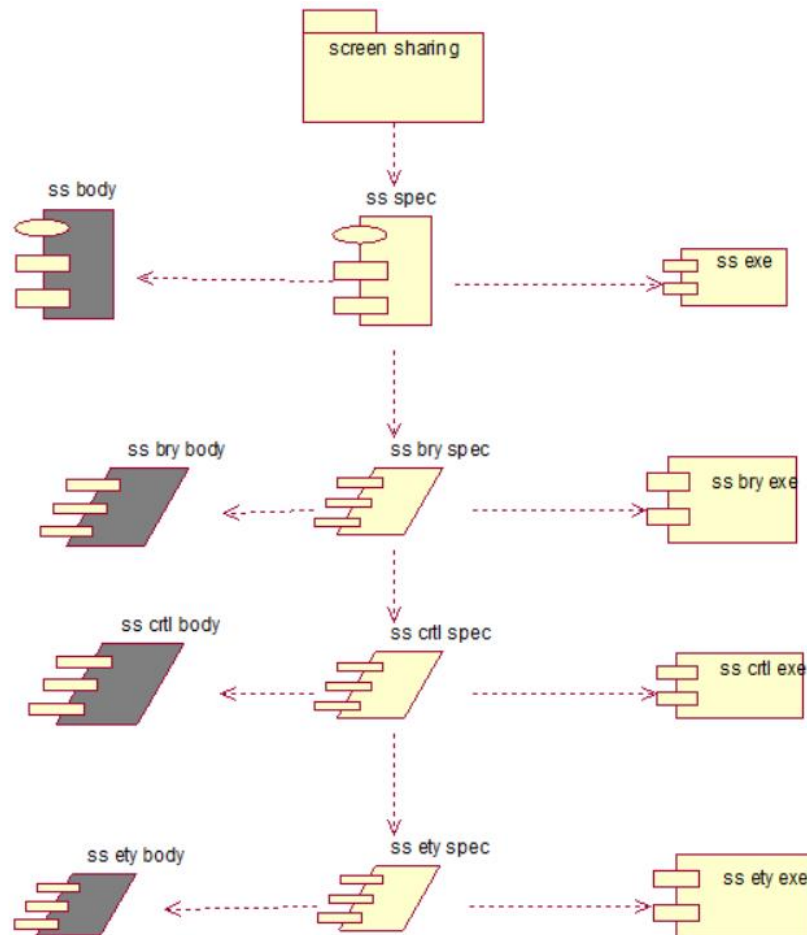 screen sharing
ss body
ss spec
ss exe
ss bry body
ss bry spec
ss bry exe
ss crtl body
ss crtl spec
ss crtl exe
ss ety body
ss ety spec
ss ety exe